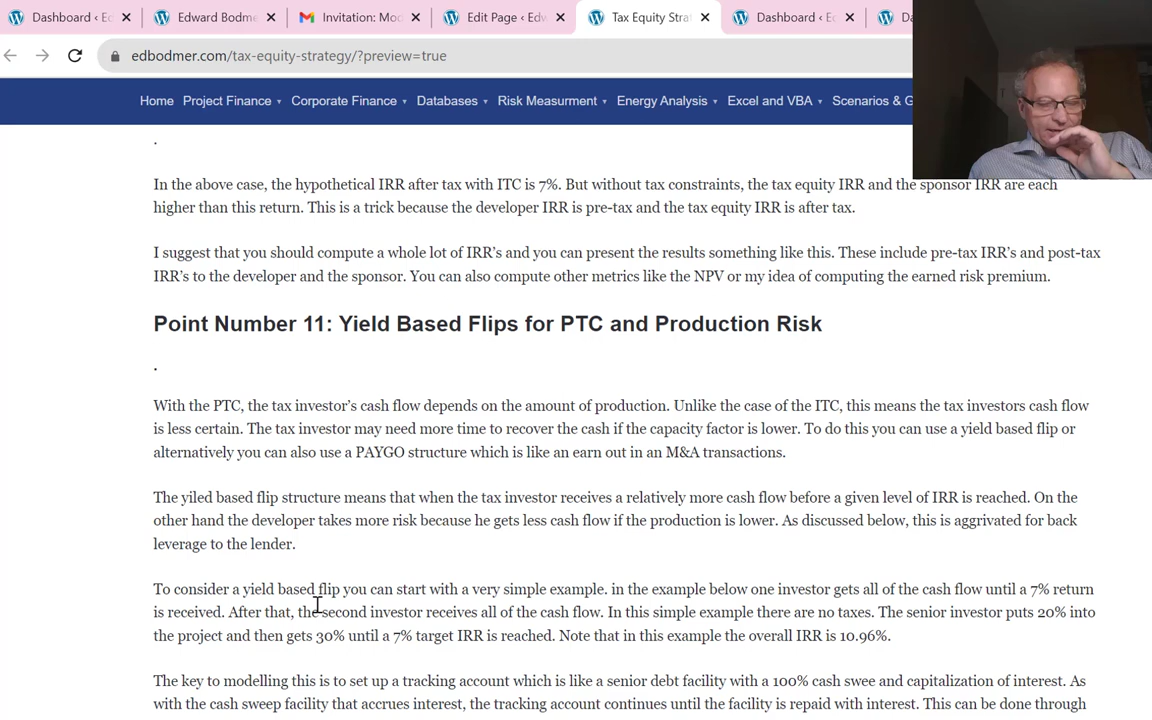 Dashboard ‹ E
Edward Bodme
Invitation: Moo
Edit Page ‹ Edw
Tax Equity Stra
Dashboard ‹ E
Da
edbodmer.com/tax-equity-strategy/?preview=true
Home Project Finance Corporate Finance Databases Risk Measurment Energy Analysis Excel and VBA Scenarios & G
.
In the above case, the hypothetical IRR after tax with ITC is 7%. But without tax constraints, the tax equity IRR and the sponsor IRR are each
higher than this return. This is a trick because the developer IRR is pre-tax and the tax equity IRR is after tax.
I suggest that you should compute a whole lot of IRR's and you can present the results something like this. These include pre-tax IRR's and post-tax
IRR's to the developer and the sponsor. You can also compute other metrics like the NPV or my idea of computing the earned risk premium.
Point Number 11: Yield Based Flips for PTC and Production Risk
.
With the PTC, the tax investor's cash flow depends on the amount of production. Unlike the case of the ITC, this means the tax investors cash flow
is less certain. The tax investor may need more time to recover the cash if the capacity factor is lower. To do this you can use a yield based flip or
alternatively you can also use a PAYGO structure which is like an earn out in an M&A transactions.
The yiled based flip structure means that when the tax investor receives a relatively more cash flow before a given level of IRR is reached. On the
other hand the developer takes more risk because he gets less cash flow if the production is lower. As discussed below, this is aggrivated for back
leverage to the lender.
To consider a yield based flip you can start with a very simple example. in the example below one investor gets all of the cash flow until a 7% return
is received. After that, the second investor receives all of the cash flow. In this simple example there are no taxes. The senior investor puts 20% into
the project and then gets 30% until a 7% target IRR is reached. Note that in this example the overall IRR is 10.96%.
The key to modelling this is to set up a tracking account which is like a senior debt facility with a 100% cash swee and capitalization of interest. As
with the cash sweep facility that accrues interest, the tracking account continues until the facility is repaid with interest. This can be done through